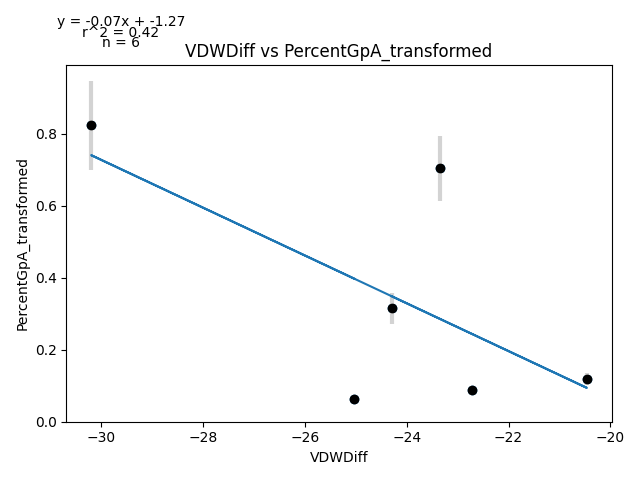 y = -0.07x + -1.27
r^2 = 0.42
n = 6
VDWDiff vs PercentGpA_transformed
PercentGpA_transformed
0.8
0.6
0.4
0.2
0.0
−30
−28
−26
−24
−22
−20
VDWDiff